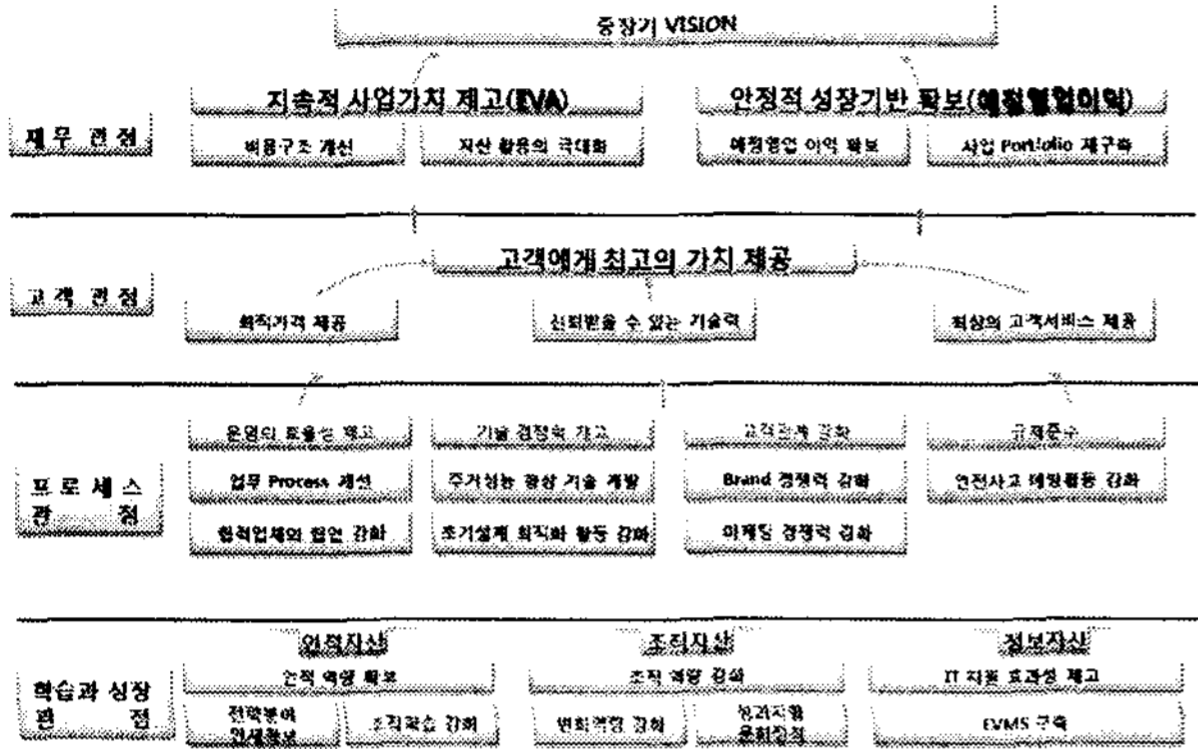 중장기 VISION
지속적 사업가치 제고(EVA)
안정적 성장기반 확보(예정영업이익)
재 무 관 점
비용구조 개선
자산 활용의 극대화
예정영업 이익 확보
사업 Portfolio 재구축
고객에게 최고의 가치 제공
고 객 관 점
최적가격 제공
신뢰받을 수 있는 기술력
최상의 고객서비스 제공
운영의 효율성 제고
기술 경쟁력 제고
고객관계 강화
규제준수
프 로 세 스
관 점
업무 Process 개선
주거성능 향상 기술 개발
Brand 경쟁력 강화
안전사고 예방활동 강화
협력업체와 협업 강화
초기설계 최적화 활동 강화
마케팅 경쟁력 강화
인적자산
조직자산
정보자산
학습과 성장
관 점
인적 역량 확보
조직 역량 강화
IT 지원 효과성 제고
전략분야
인재확보
조직학습 강화
변화역량 강화
성과지향
문화정착
EVMS 구축